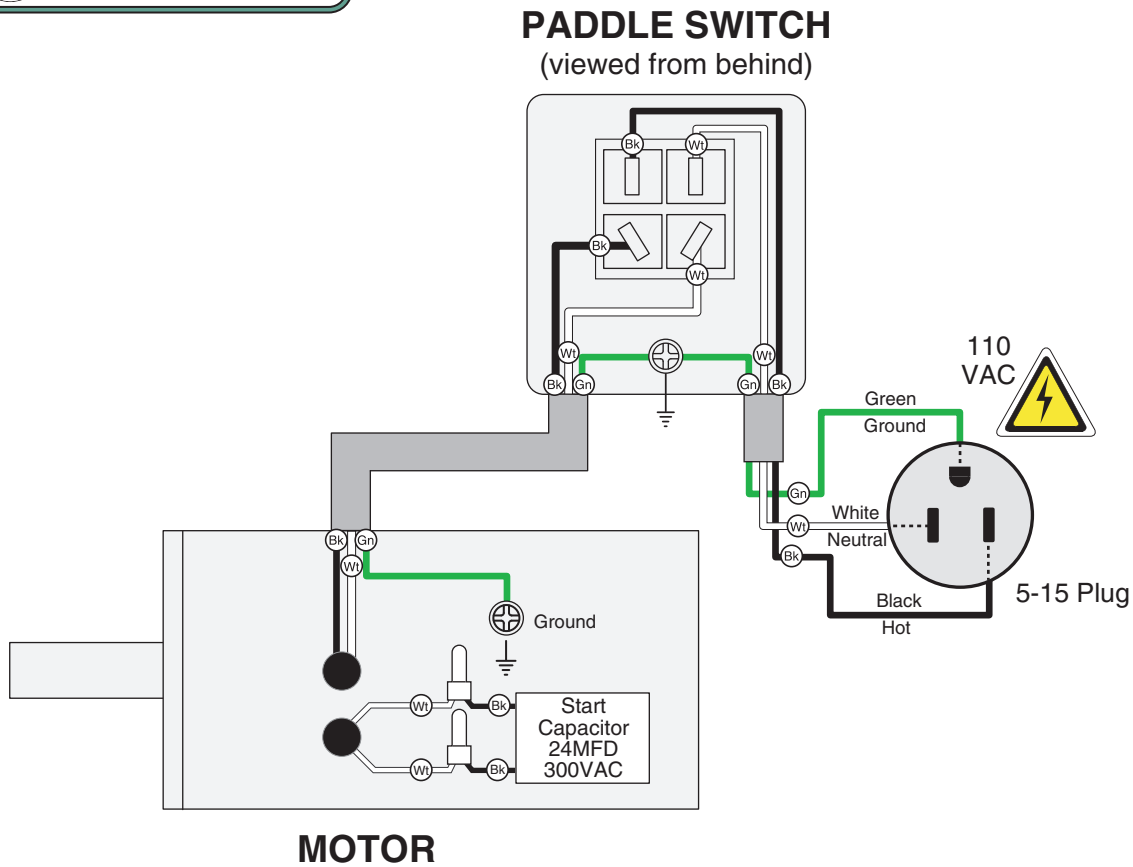 PADDLE SWITCH
(viewed from behind)
Bk
Wt
Bk
Wt
Wt
Wt
Bk
Gn
Gn
Bk
110
VAC
Green
Ground
Gn
White
Wt
Neutral
Bk
Black
Hot
5-15 Plug
Bk
Gn
Wt
Ground
Wt
Bk
Start
Capacitor
24MFD
300VAC
Wt
Bk
MOTOR